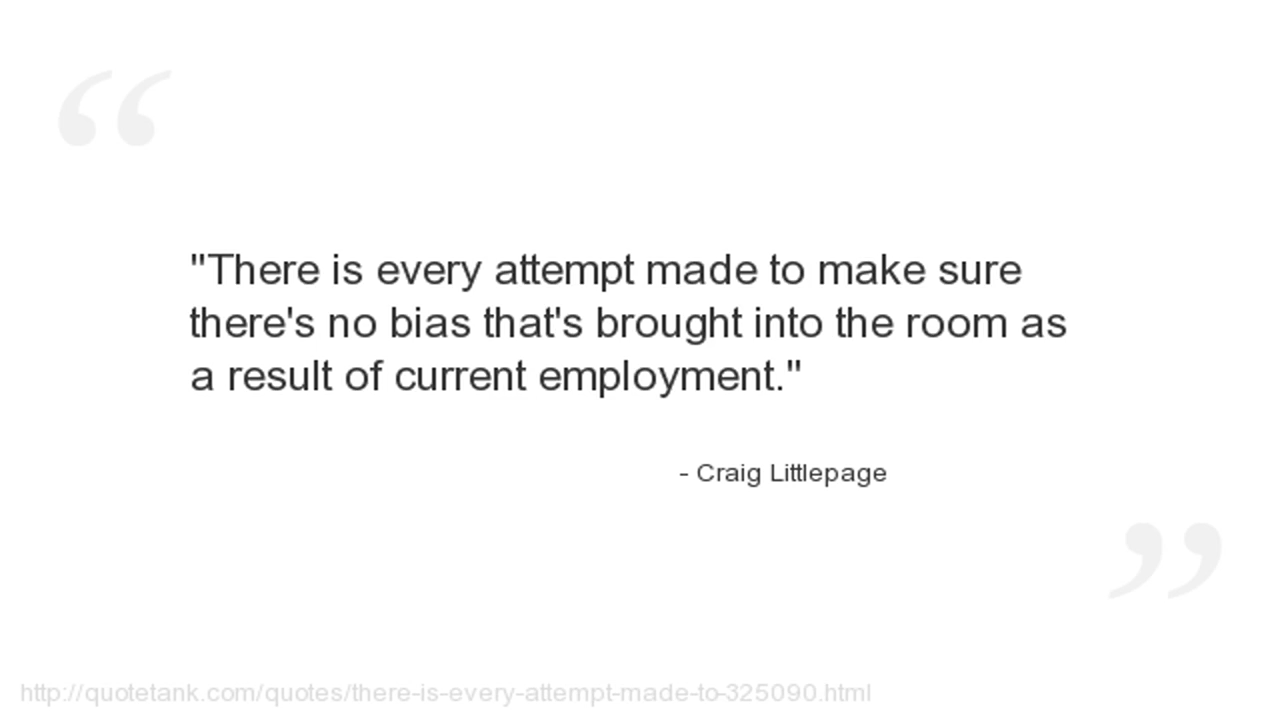 "There is every attempt made to make sure
there's no bias that's brought into the room as
a result of current employment."
- Craig Littlepage
http://quotetank.com/quotes/there-is-every-attempt-made-to-325090.html